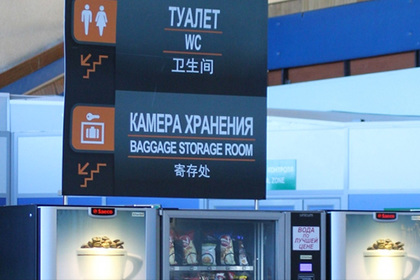 ТУАЛЕТ
WC
卫生间
КАМЕРА ХРАНЕНИЯ
BAGGAGE STORAGE ROOM
寄存处
Saeco
ВОДА
ПО
ЛУЧШЕЙ
ЦЕНЕ
Saeco